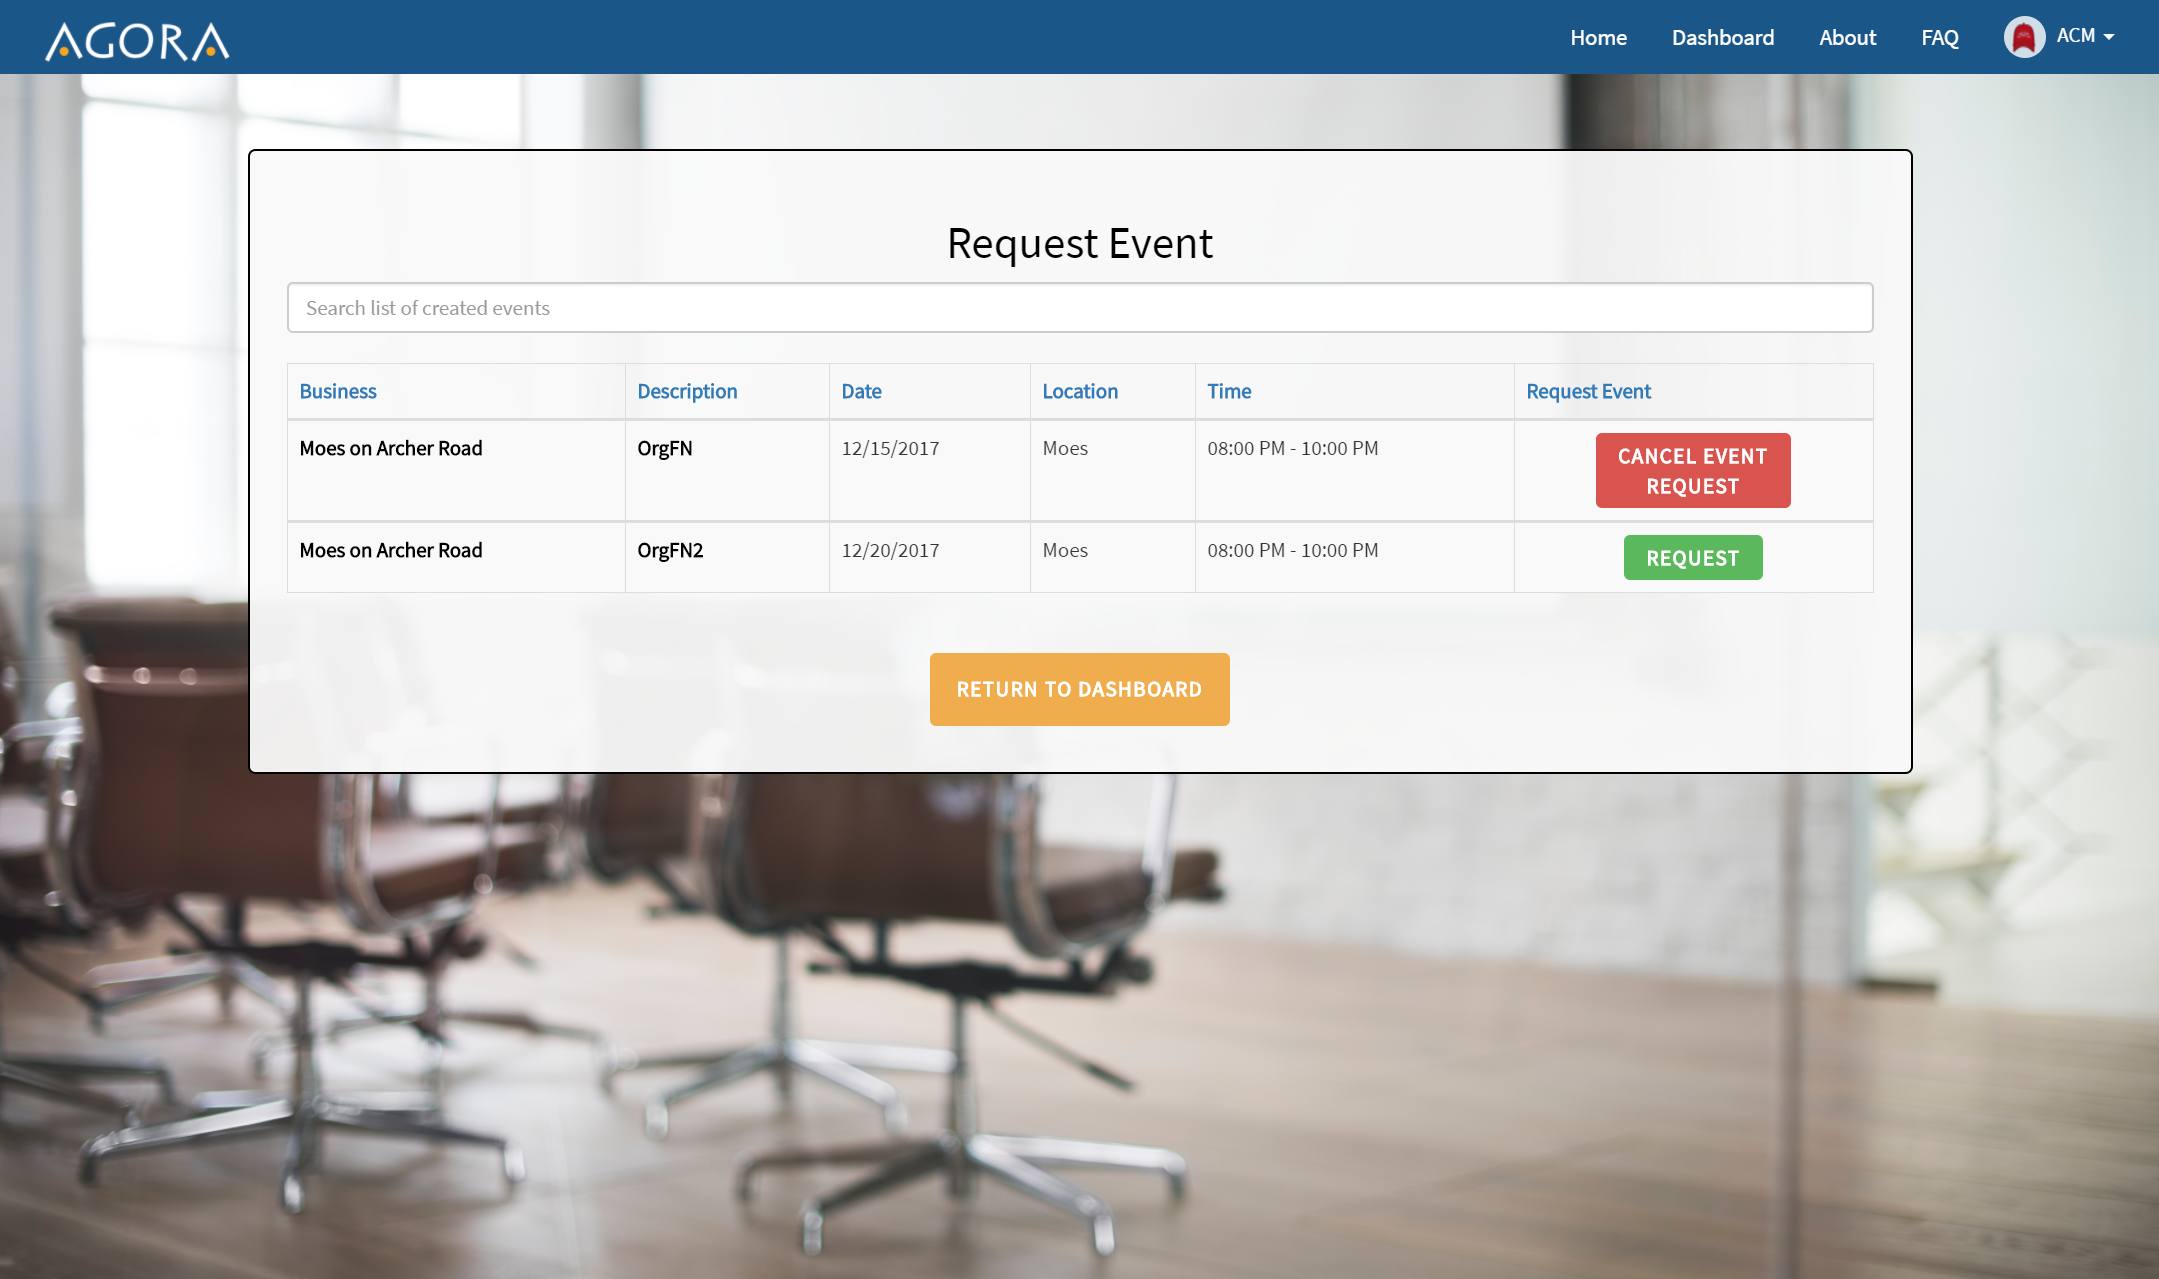 AGORA
Home Dashboard About FAQ ACM
Request Event
Search list of created events
Business Description Date Location Time Request Event
Moes on Archer Road OrgFN 12/15/2017 Moes 08:00 PM - 10:00 PM CANCEL EVENT
REQUEST
Moes on Archer Road OrgFN2 12/20/2017 Moes 08:00 PM - 10:00 PM REQUEST
RETURN TO DASHBOARD